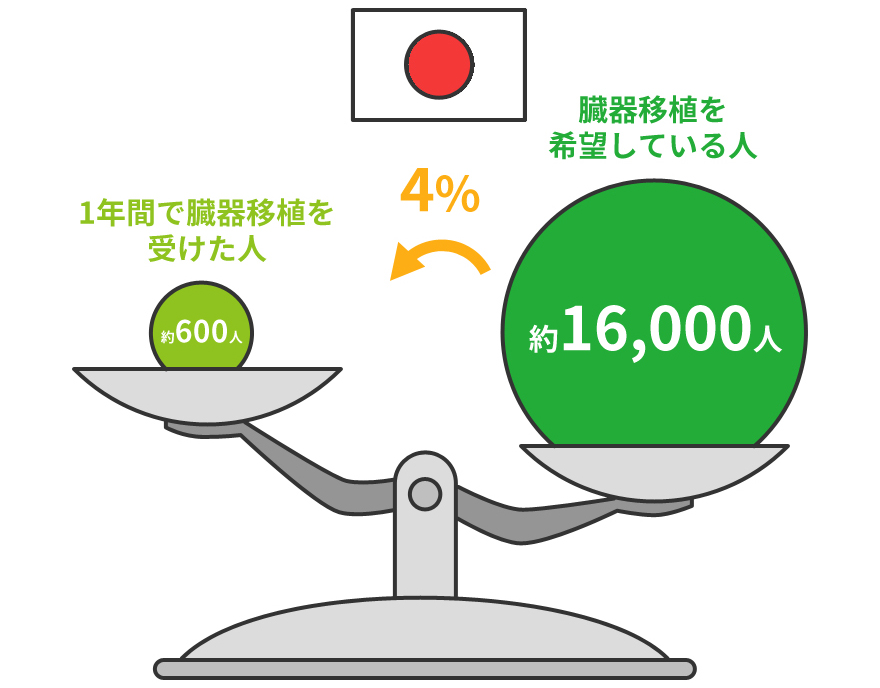 臓器移植を
希望している人
4%
1年間で臓器移植を
受けた人
約600人
約16,000人